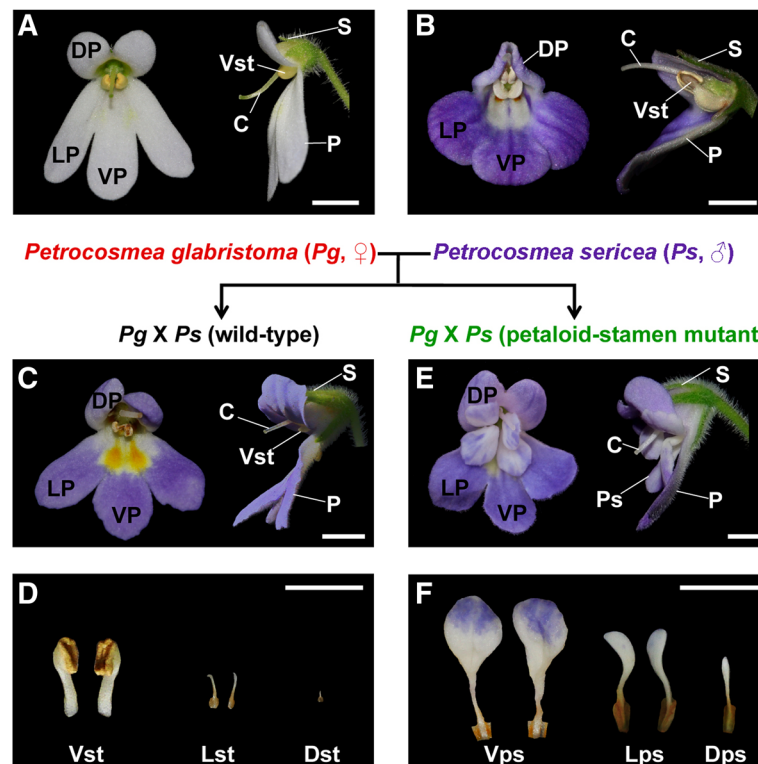 A
DP
LP
VP
S
Vst
C
P
B
DP
LP
VP
C
S
Vst
P
Petrocosmea glabristoma (Pg, ♀)
Petrocosmea sericea (Ps, ♂)
Pg X Ps (wild-type)
Pg X Ps (petaloid-stamen mutant
C
DP
LP
VP
S
C
Vst
P
E
DP
LP
VP
S
C
Ps
P
D
Vst
Lst
Dst
F
Vps
Lps
Dps